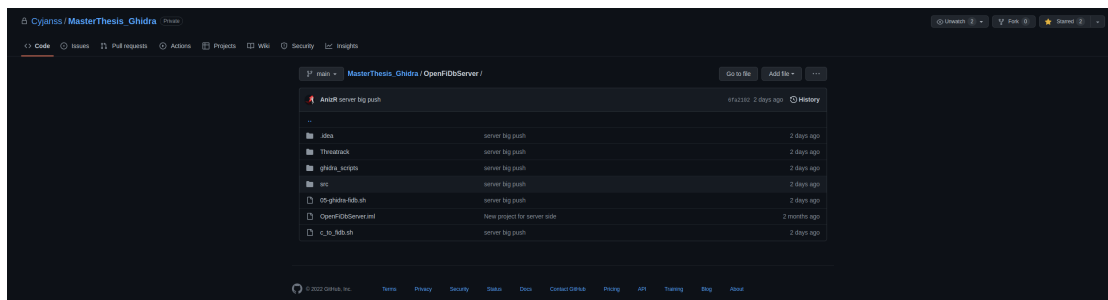 Cyjanss / MasterThesis_Ghidra Private
Unwatch 2 Fork 0 Starred 2
Code Issues Pull requests Actions Projects Wiki Security Insights
main MasterThesis_Ghidra / OpenFiDbServer / Go to file Add file ...
AnizR server big push 6fa2102 2 days ago History
..
.idea server big push 2 days ago
Threatrack server big push 2 days ago
ghidra_scripts server big push 2 days ago
src server big push 2 days ago
05-ghidra-fidb.sh server big push 2 days ago
OpenFiDbServer.iml New project for server side 2 months ago
c_to_fidb.sh server big push 2 days ago
© 2022 GitHub, Inc. Terms Privacy Security Status Docs Contact GitHub Pricing API Training Blog About